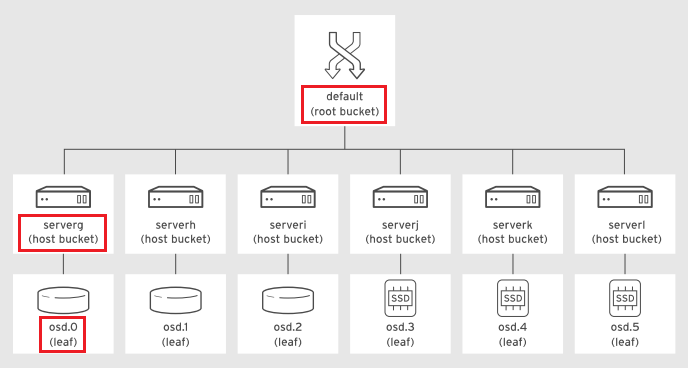 default
(root bucket)
serverg
(host bucket)
serverh
(host bucket)
serveri
(host bucket)
serverj
(host bucket)
serverk
(host bucket)
serverl
(host bucket)
osd.0
(leaf)
osd.1
(leaf)
osd.2
(leaf)
SSD
osd.3
(leaf)
SSD
osd.4
(leaf)
SSD
osd.5
(leaf)